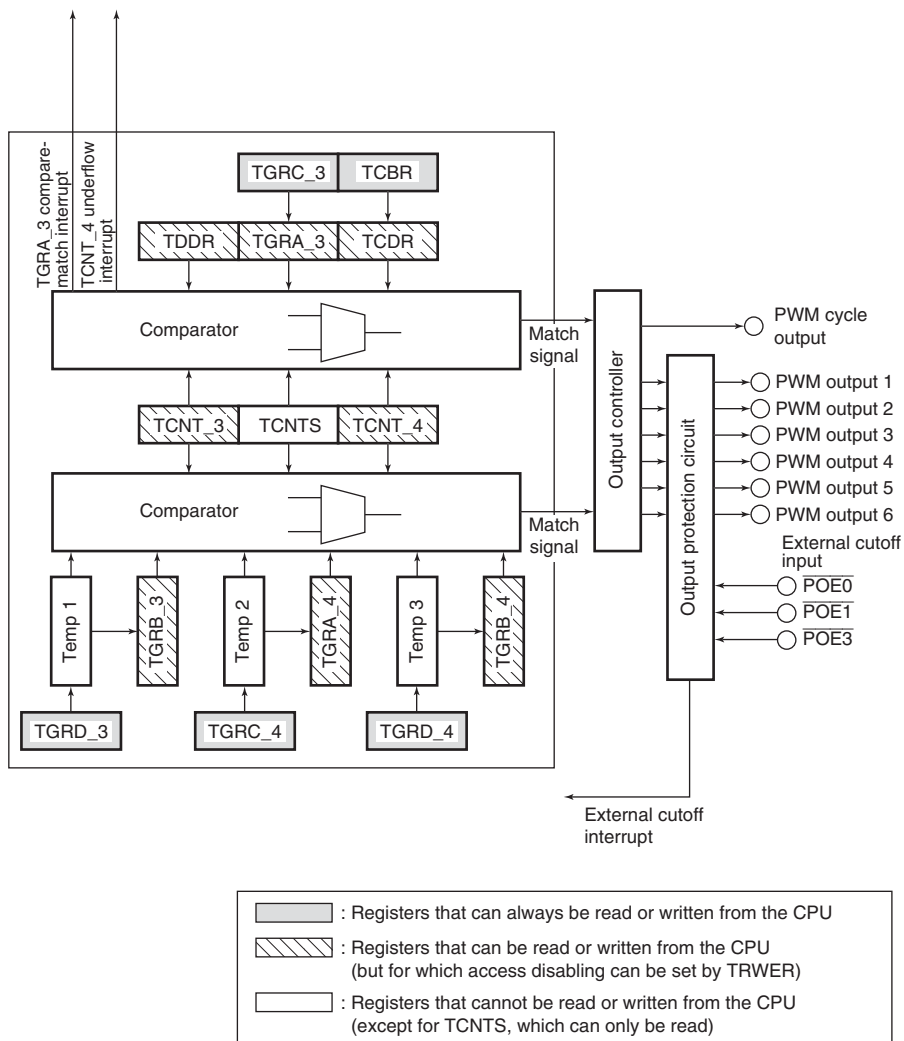 TGRA_3 compare-
match interrupt
TCNT_4 underflow
interrupt
TGRC_3
TCBR
TDDR
TGRA_3
TCDR
Comparator
Match
signal
TCNT_3
TCNTS
TCNT_4
Comparator
Match
signal
Temp 1
TGRB_3
Temp 2
TGRA_4
Temp 3
TGRB_4
TGRD_3
TGRC_4
TGRD_4
Output controller
Output protection circuit
PWM cycle
output
PWM output 1
PWM output 2
PWM output 3
PWM output 4
PWM output 5
PWM output 6
External cutoff
input
POE0
POE1
POE3
External cutoff
interrupt
: Registers that can always be read or written from the CPU
: Registers that can be read or written from the CPU
(but for which access disabling can be set by TRWER)
: Registers that cannot be read or written from the CPU
(except for TCNTS, which can only be read)